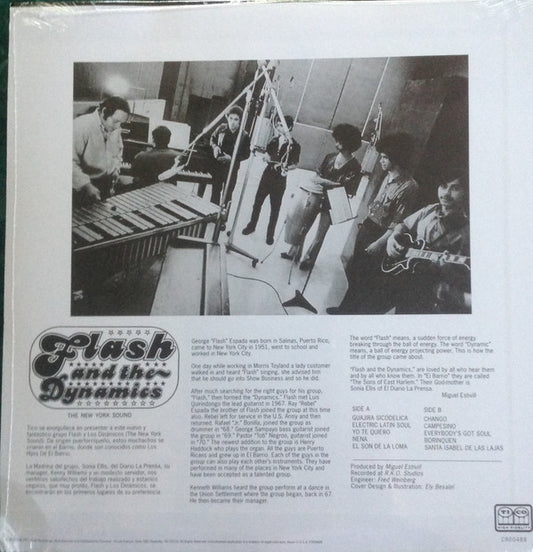 Flash
and the
Dynamics
THE NEW YORK SOUND
Tico se enorgullece en presentar a este nuevo y
fantástico grupo Flash y Los Dinámicos (The New York
Sound). De origen puertorriqueño, estos muchachos se
criaron en el Barrio, donde son conocidos como Los
Hijos De El Barrio.
La Madrina del grupo, Sonia Ellis, del Diario La Prensa, su
manager, Kenny Williams y un modesto servidor, nos
sentimos satisfechos del trabajo realizado y estamos
seguros, que muy pronto, Flash y Los Dinámicos, se
encontrarán en los primeros lugares de su preferencia.
George "Flash" Espada was born in Salinas, Puerto Rico,
came to New York City in 1951, went to school and
worked in New York City.
One day while working in Morris Toyland a lady customer
walked in and heard "Flash" singing, she advised him
that he should go into Show Business and so he did.
After much searching for the right guys for his group,
"Flash", then formed the "Dynamics." Flash met Luis
Quirindongo the lead guitarist in 1967. Ray "Rebel"
Espada the brother of Flash joined the group at this time
also. Rebel left for service in the U.S. Army and then
returned. Rafael "Jr." Bonilla, joined the group as
drummer in "68." George Sampayo bass guitarist joined
the group in "69." Pastor "Tob" Negron, guitarist joined
in "70." The newest addition to the group is Henry
Haddock who plays the organ. All the guys are Puerto
Ricans and grew up in El Barrio. Each of the guys in the
group can also play each other's instruments. They have
performed in many of the places in New York City and
have been accepted as a talented group.
Kenneth Williams heard the group perform at a dance in
the Union Settlement where the group began, back in 67.
He then became their manager.
The word "Flash" means, a sudden force of energy
breaking through the ball of energy. The word "Dynamic"
means, a ball of energy projecting power. This is how the
title of the group came about.
"Flash and the Dynamics," are loved by all who hear them
and by all who know them. In "El Barrio" they are called
"The Sons of East Harlem." Their God-mother is
Sonia Ellis of El Diario La Prensa.
Miguel Estivill
SIDE A
GUAJIRA SICODELICA
ELECTRIC LATIN SOUL
YO TE QUIERO
NENA
EL SON DE LA LOMA
SIDE B
CHANGO
CAMPESINO
EVERYBODY'S GOT SOUL
BORINQUEN
SANTA ISABEL DE LAS LAJAS
Produced by Miguel Estivill
Recorded at R.K.O. Studios
Engineer: Fred Weinberg
Cover Design & Illustration: Ely Besalel
TICO
HIGH FIDELITY
CR00488